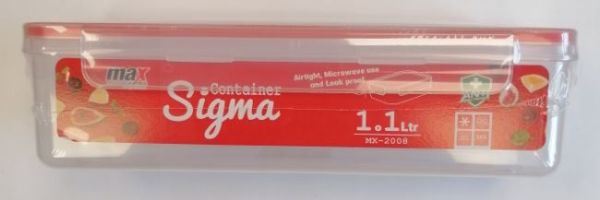 max
Container
Sigma
Airtight, Microwave use
and Leak proof
1.1 Ltr
MX-2008